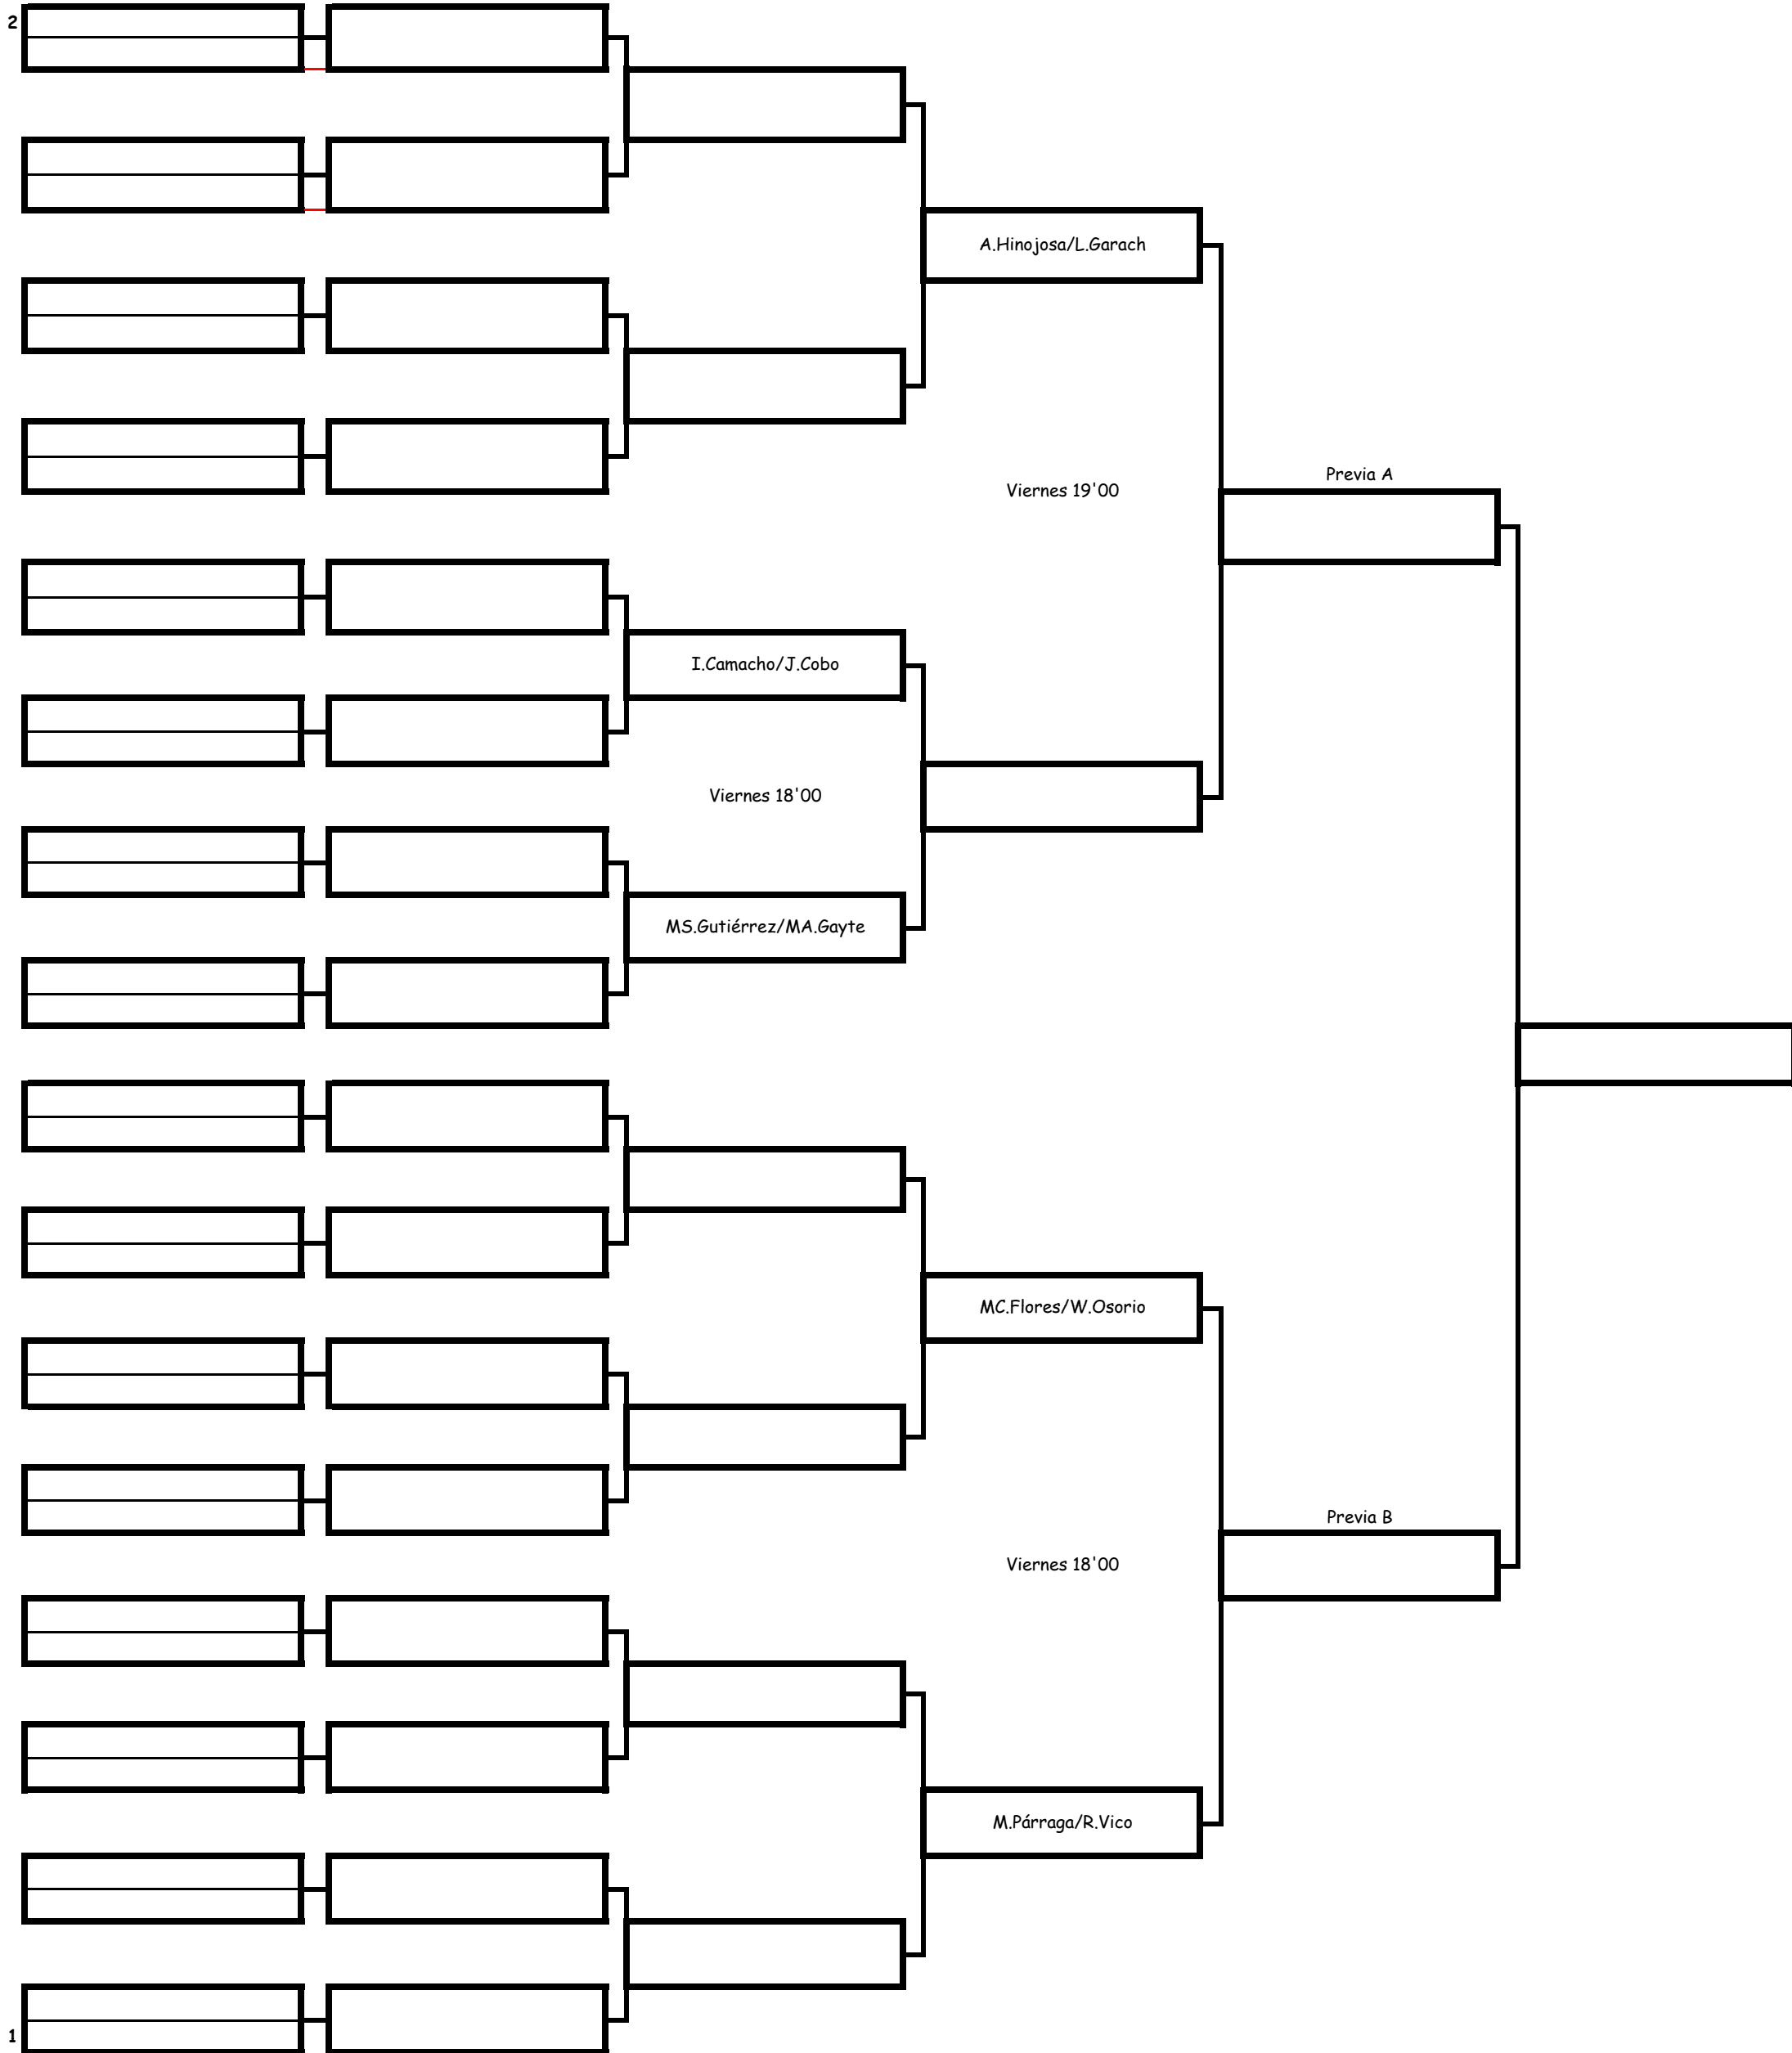 2
A.Hinojosa/L.Garach
Previa A
Viernes 19'00
I.Camacho/J.Cobo
Viernes 18'00
MS.Gutiérrez/MA.Gayte
MC.Flores/W.Osorio
Previa B
Viernes 18'00
M.Párraga/R.Vico
1